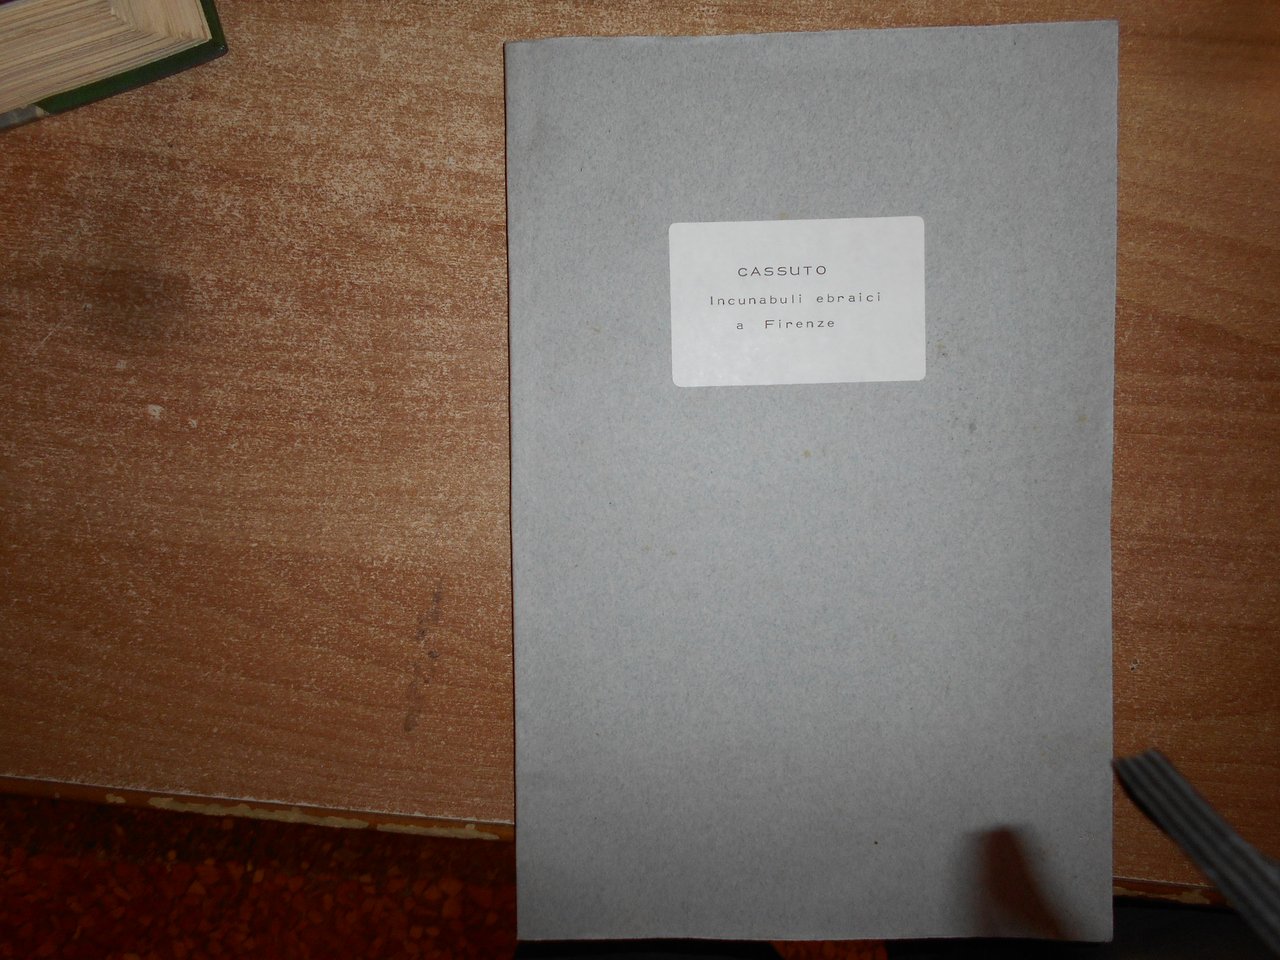 CASSUTO
Incunabuli ebraici
a Firenze